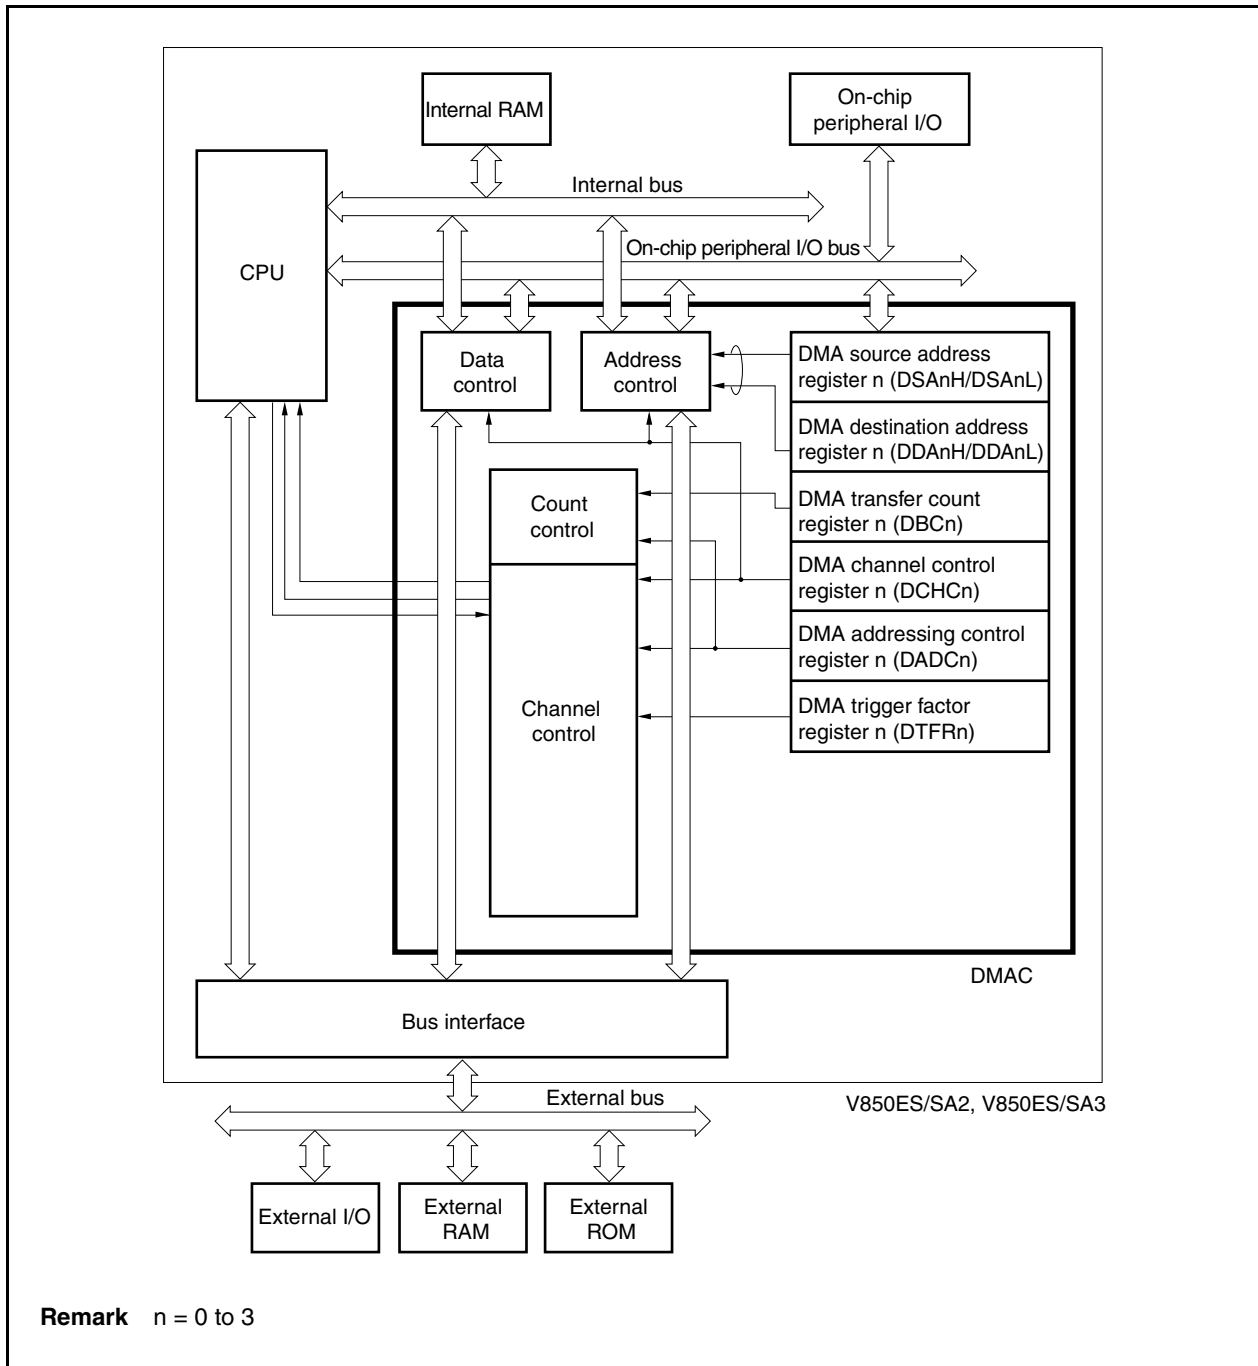 Internal RAM
On-chip
peripheral I/O
Internal bus
On-chip peripheral I/O bus
CPU
Data
control
Address
control
DMA source address
register n (DSAnH/DSAnL)
DMA destination address
register n (DDAnH/DDAnL)
DMA transfer count
register n (DBCn)
DMA channel control
register n (DCHCn)
DMA addressing control
register n (DADCn)
DMA trigger factor
register n (DTFRn)
Count
control
Channel
control
DMAC
Bus interface
V850ES/SA2, V850ES/SA3
External bus
External I/O
External
RAM
External
ROM
Remark n = 0 to 3